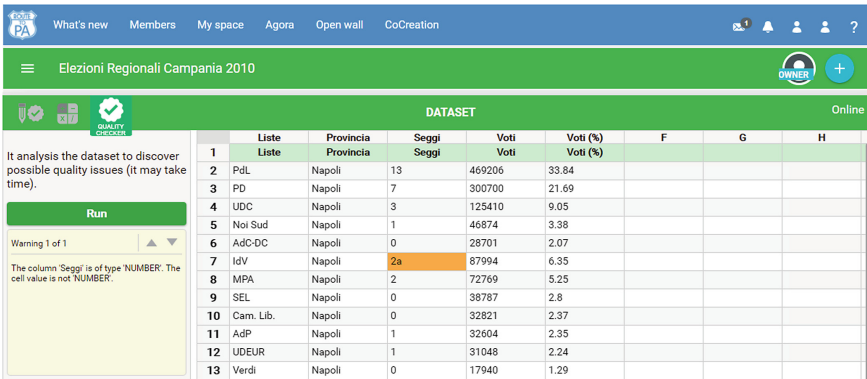 ROUTE TO PA What's new Members My space Agora Open wall CoCreation 1 ?
Elezioni Regionali Campania 2010 OWNER +
QUALITY CHECKER DATASET Online
It analysis the dataset to discover
possible quality issues (it may take
time).
Run
Warning 1 of 1
The column 'Seggi' is of type 'NUMBER'. The
cell value is not 'NUMBER'.
Liste Provincia Seggi Voti Voti (%) F G H
1 Liste Provincia Seggi Voti Voti (%)
2 PdL Napoli 13 469206 33.84
3 PD Napoli 7 300700 21.69
4 UDC Napoli 3 125410 9.05
5 Noi Sud Napoli 1 46874 3.38
6 AdC-DC Napoli 0 28701 2.07
7 IdV Napoli 2a 87994 6.35
8 MPA Napoli 2 72769 5.25
9 SEL Napoli 0 38787 2.8
10 Cam. Lib. Napoli 0 32821 2.37
11 AdP Napoli 1 32604 2.35
12 UDEUR Napoli 1 31048 2.24
13 Verdi Napoli 0 17940 1.29